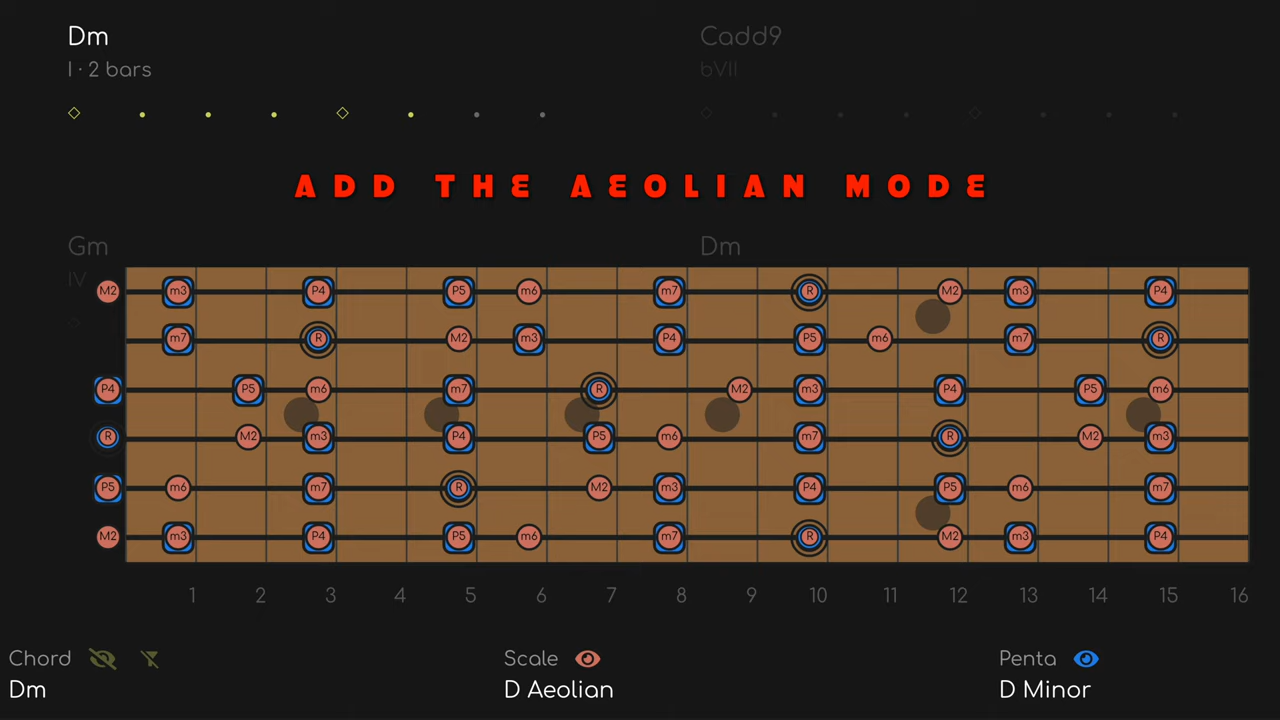 Dm
I · 2 bars
Cadd9
bVII
ADD THE AEOLIAN MODE
Gm
IV
Dm
M2 m3 P4 P5 m6 m7 R M2 m3 P4
m7 R M2 m3 P4 P5 m6 m7 R
P4 P5 m6 m7 R M2 m3 P4 P5 m6
R M2 m3 P4 P5 m6 m7 R M2 m3
P5 m6 m7 R M2 m3 P4 P5 m6 m7
M2 m3 P4 P5 m6 m7 R M2 m3 P4
1 2 3 4 5 6 7 8 9 10 11 12 13 14 15 16
Chord
Dm
Scale
D Aeolian
Penta
D Minor